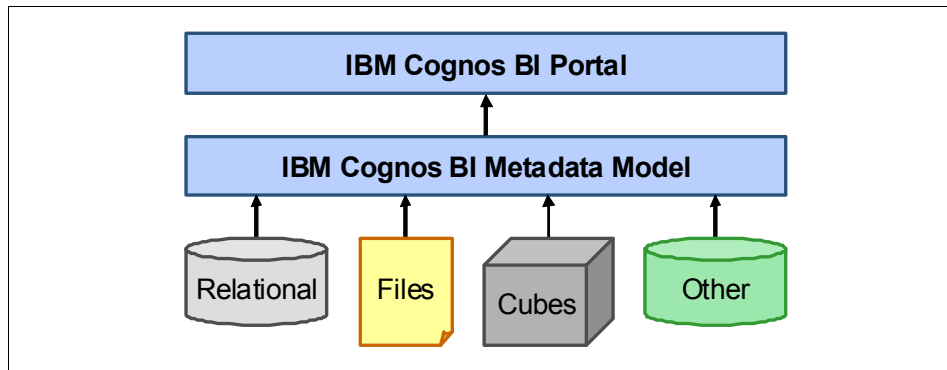 IBM Cognos BI Portal
IBM Cognos BI Metadata Model
Relational
Files
Cubes
Other